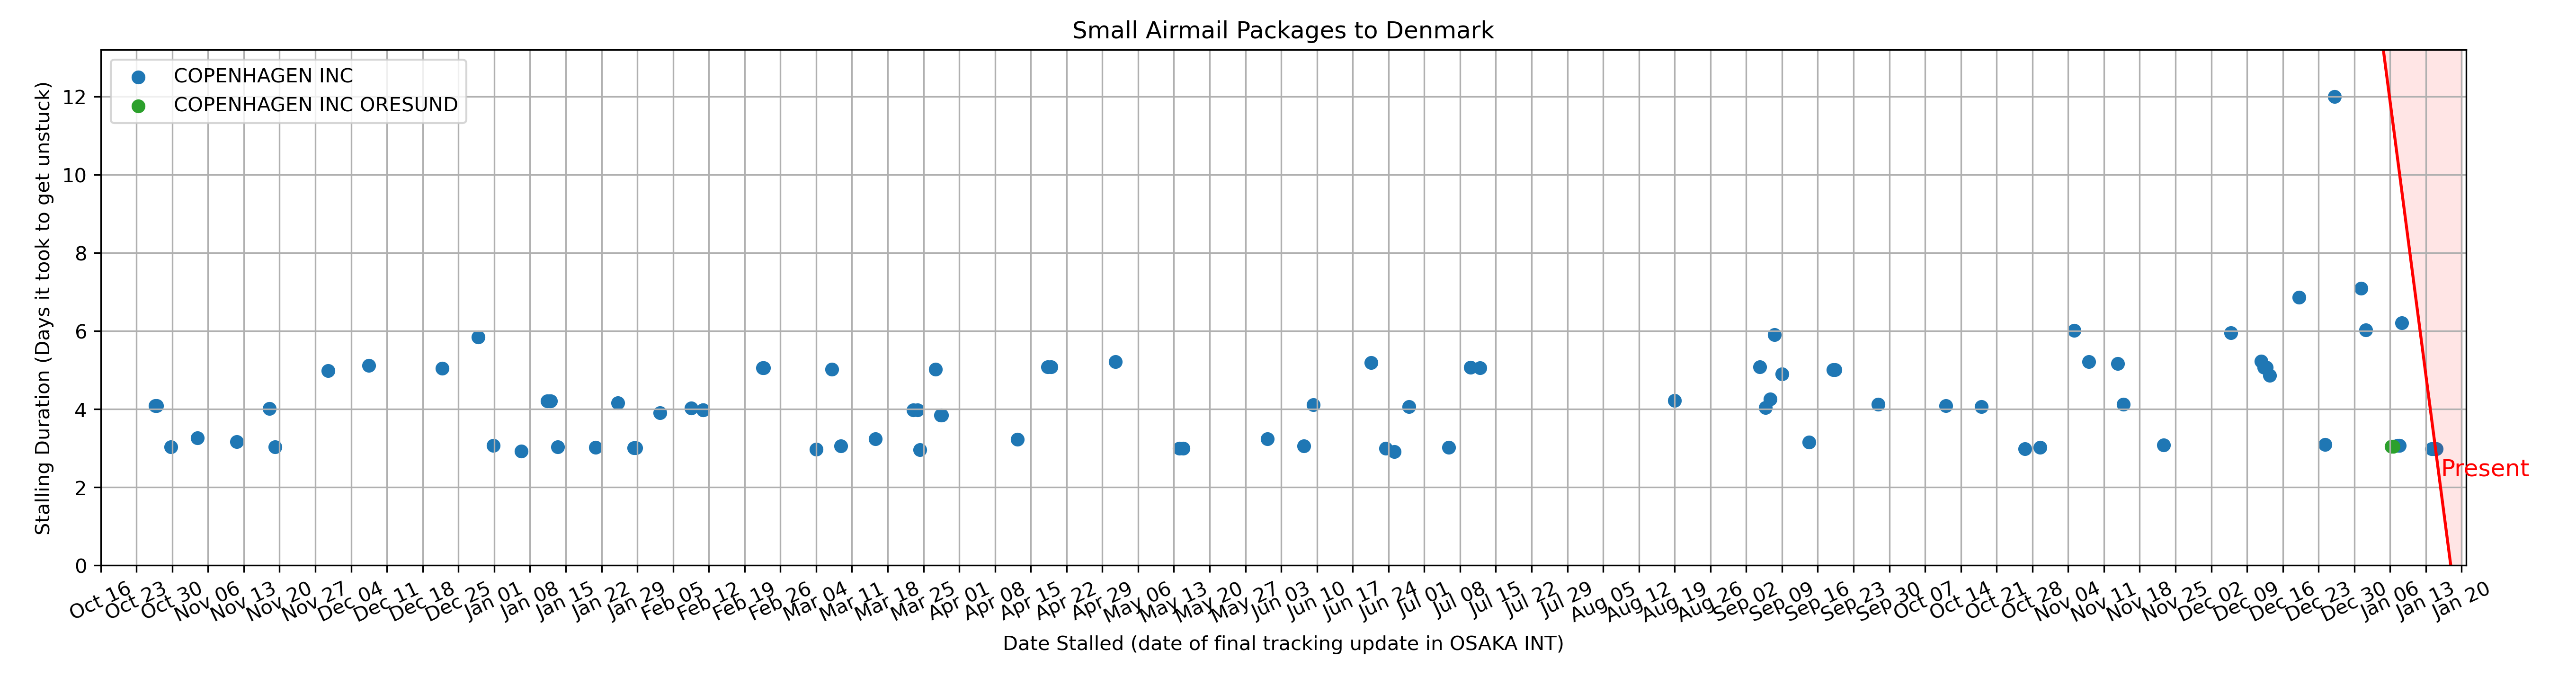 Small Airmail Packages to Denmark
COPENHAGEN INC
COPENHAGEN INC ORESUND
Stalling Duration (Days it took to get unstuck)
12
10
8
6
4
2
0
Present
Oct 16 Oct 23 Oct 30 Nov 06 Nov 13 Nov 20 Nov 27 Dec 04 Dec 11 Dec 18 Dec 25 Jan 01 Jan 08 Jan 15 Jan 22 Jan 29 Feb 05 Feb 12 Feb 19 Feb 26 Mar 04 Mar 11 Mar 18 Mar 25 Apr 01 Apr 08 Apr 15 Apr 22 Apr 29 May 06 May 13 May 20 May 27 Jun 03 Jun 10 Jun 17 Jun 24 Jul 01 Jul 08 Jul 15 Jul 22 Jul 29 Aug 05 Aug 12 Aug 19 Aug 26 Sep 02 Sep 09 Sep 16 Sep 23 Sep 30 Oct 07 Oct 14 Oct 21 Oct 28 Nov 04 Nov 11 Nov 18 Nov 25 Dec 02 Dec 09 Dec 16 Dec 23 Dec 30 Jan 06 Jan 13 Jan 20
Date Stalled (date of final tracking update in OSAKA INT)